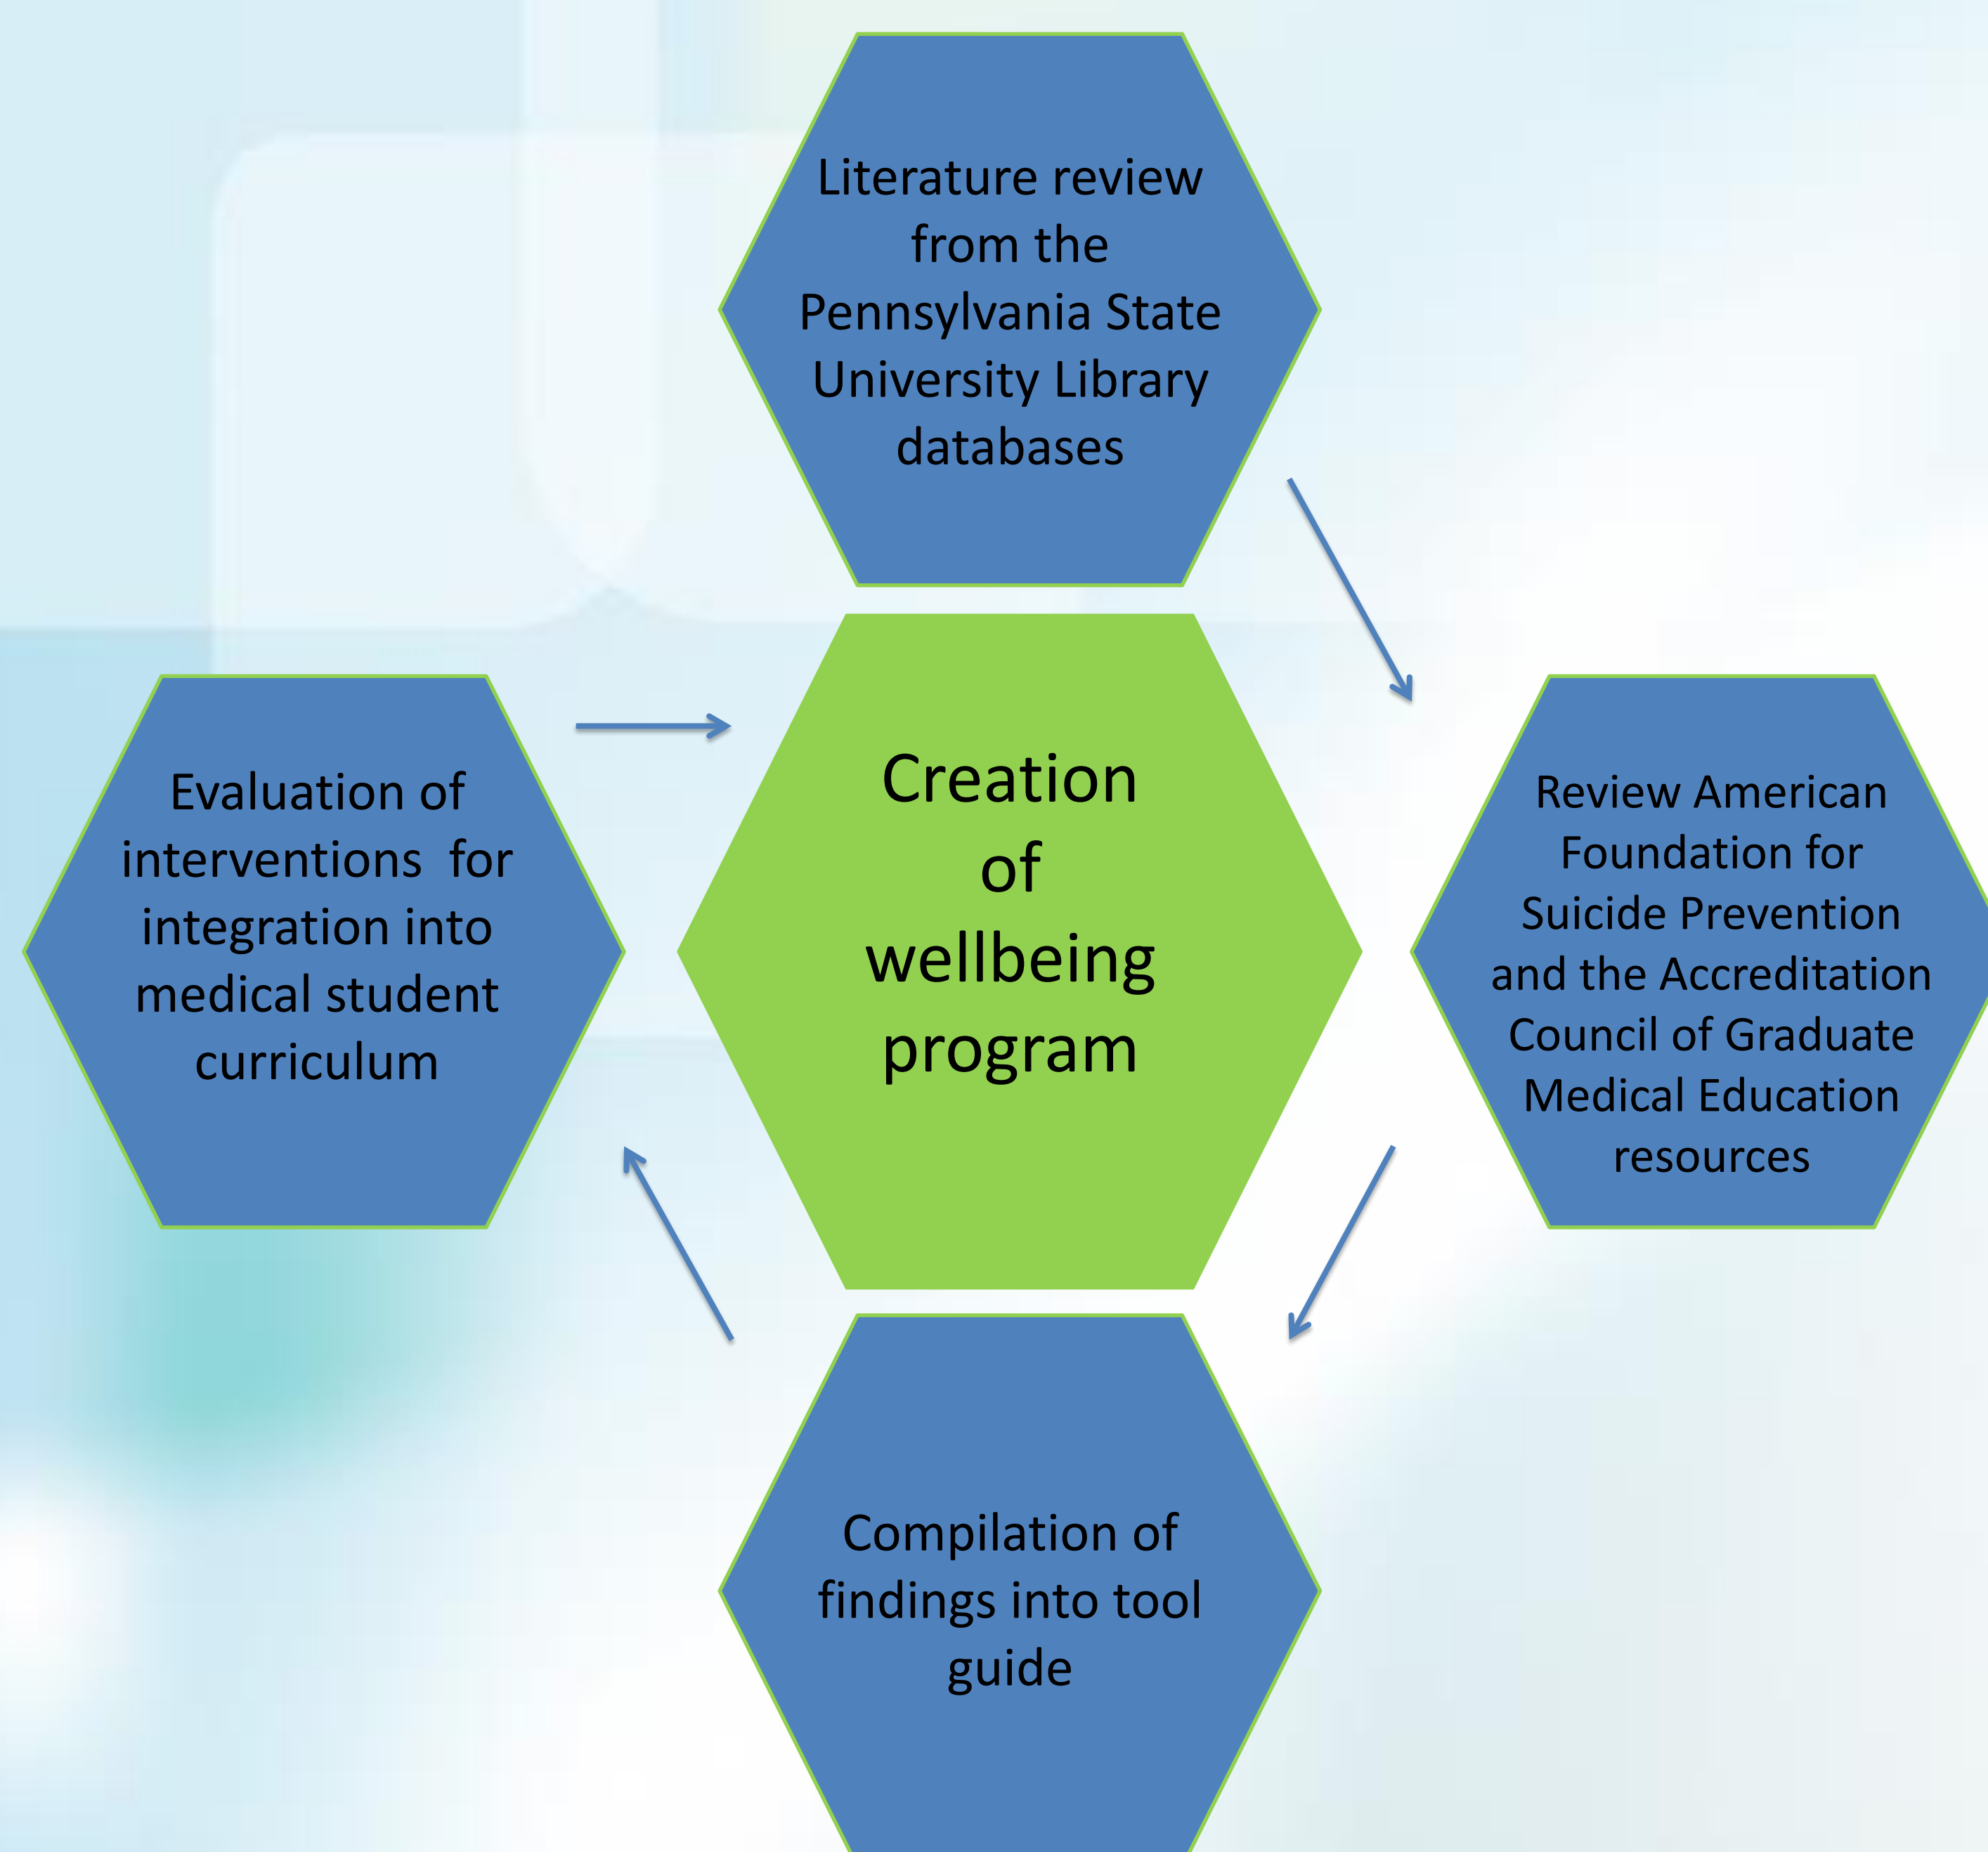 Literature review
from the
Pennsylvania State
University Library
databases
Evaluation of
interventions  for
integration into
medical student
curriculum
Creation
of
wellbeing
program
Review American
Foundation for
Suicide Prevention
and the Accreditation
Council of Graduate
Medical Education
resources
Compilation of
findings into tool
guide